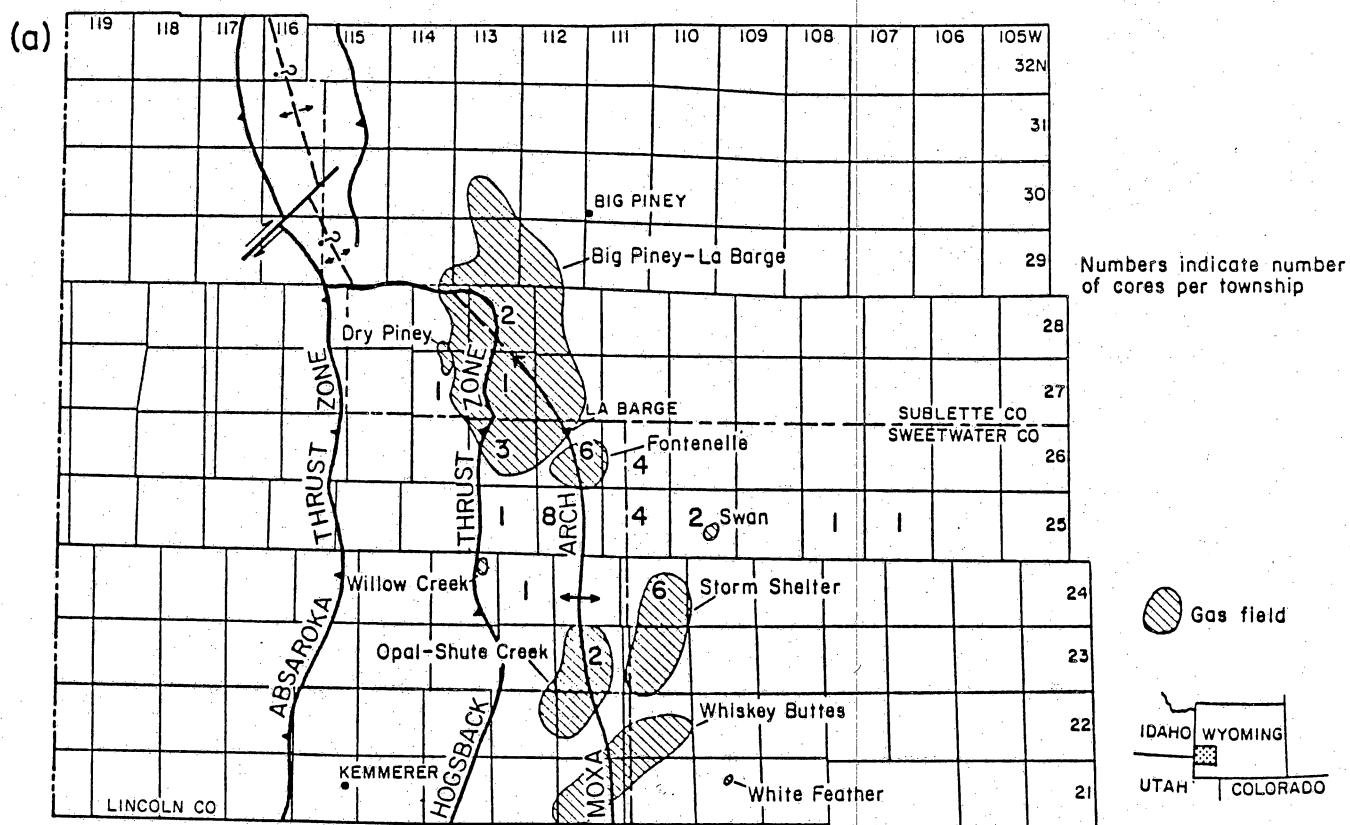 (a)
119 118 117 116 115 114 113 112 111 110 109 108 107 106 105W
32N
31
30
BIG PINEY
?
?
29
Big Piney-La Barge
Numbers indicate number
of cores per township
28
2
Dry Piney
27
1
1
LA BARGE
SUBLETTE CO
SWEETWATER CO
26
3
6
Fontenelle
4
25
1 8 4 2 Swan 1 1
24
Willow Creek
1
6
Storm Shelter
Gas field
23
Opal-Shute Creek
2
22
Whiskey Buttes
21
KEMMERER
White Feather
LINCOLN CO
ABSAROKA THRUST ZONE
HOGSBACK THRUST ZONE
MOXA ARCH
IDAHO WYOMING
UTAH COLORADO